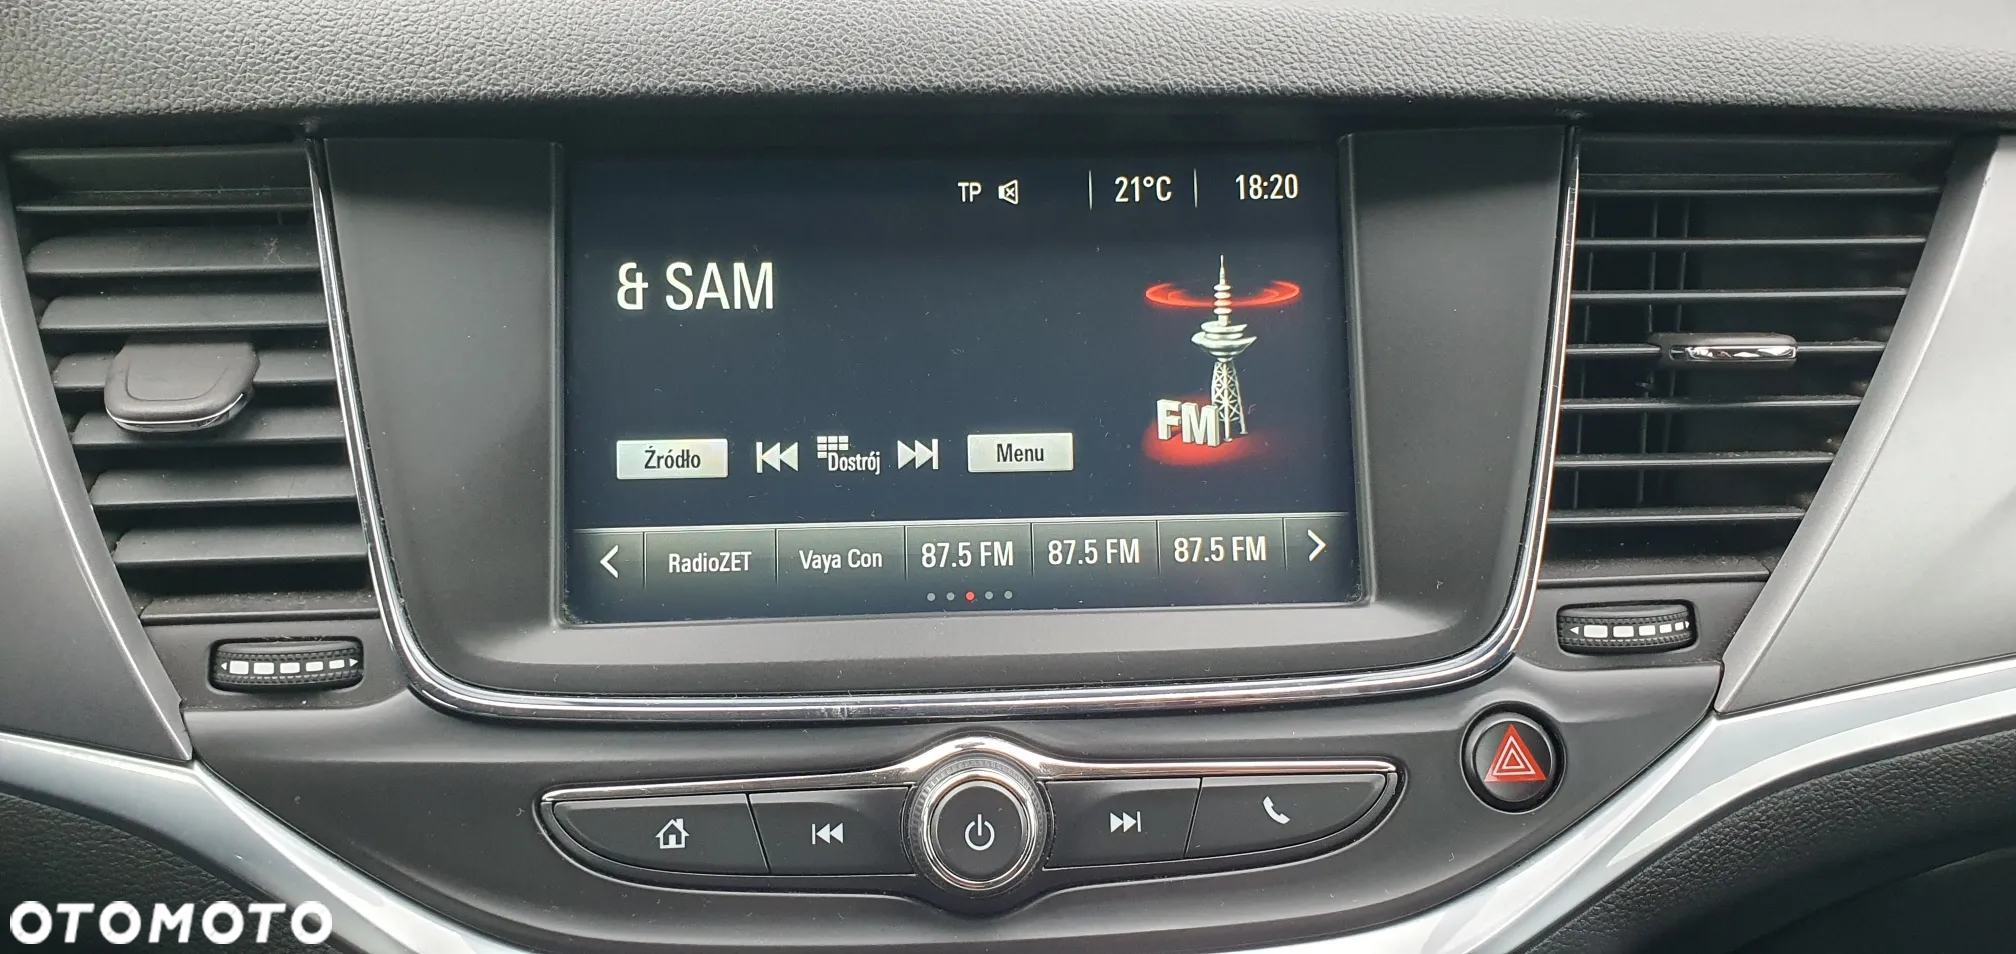 TP 21°C 18:20
& SAM
FM
Źródło Dostrój Menu
RadioZET Vaya Con 87.5 FM 87.5 FM 87.5 FM
OTOMOTO